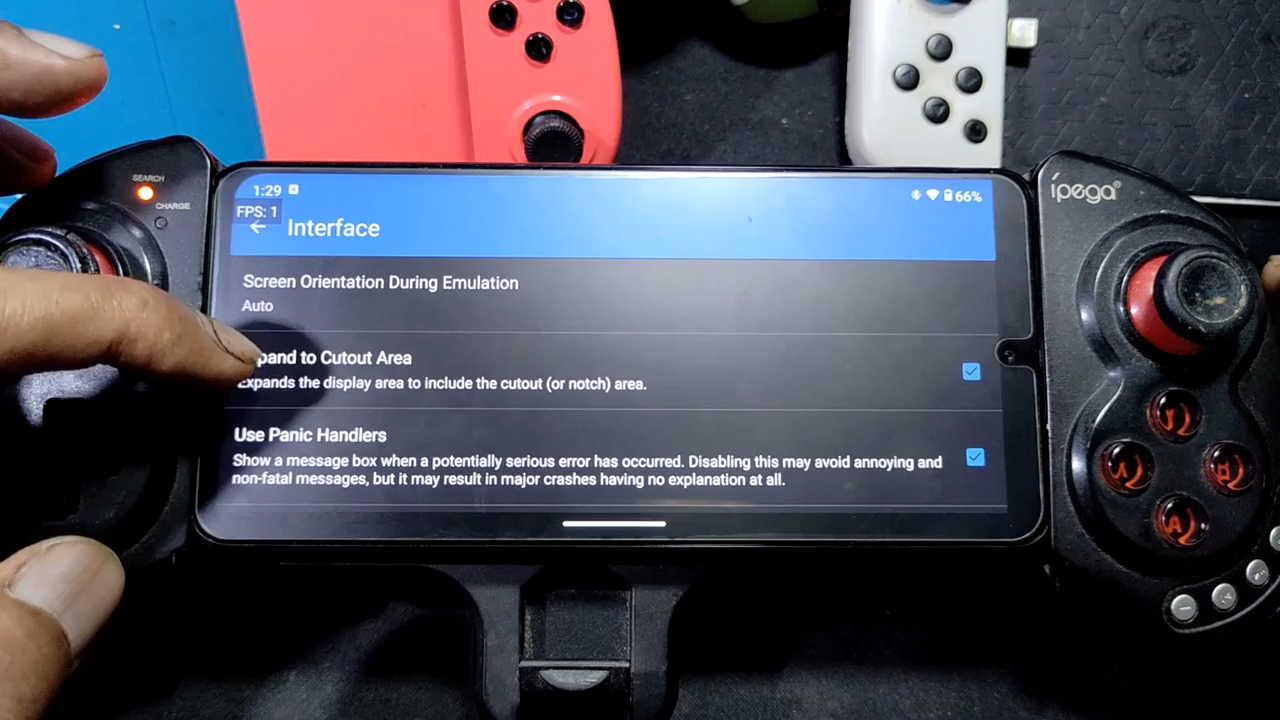 SEARCH
CHARGE
ípega®
1:29
66%
FPS: 1
Interface
Screen Orientation During Emulation
Auto
pand to Cutout Area
Expands the display area to include the cutout (or notch) area.
Use Panic Handlers
Show a message box when a potentially serious error has occurred. Disabling this may avoid annoying and
non-fatal messages, but it may result in major crashes having no explanation at all.
A